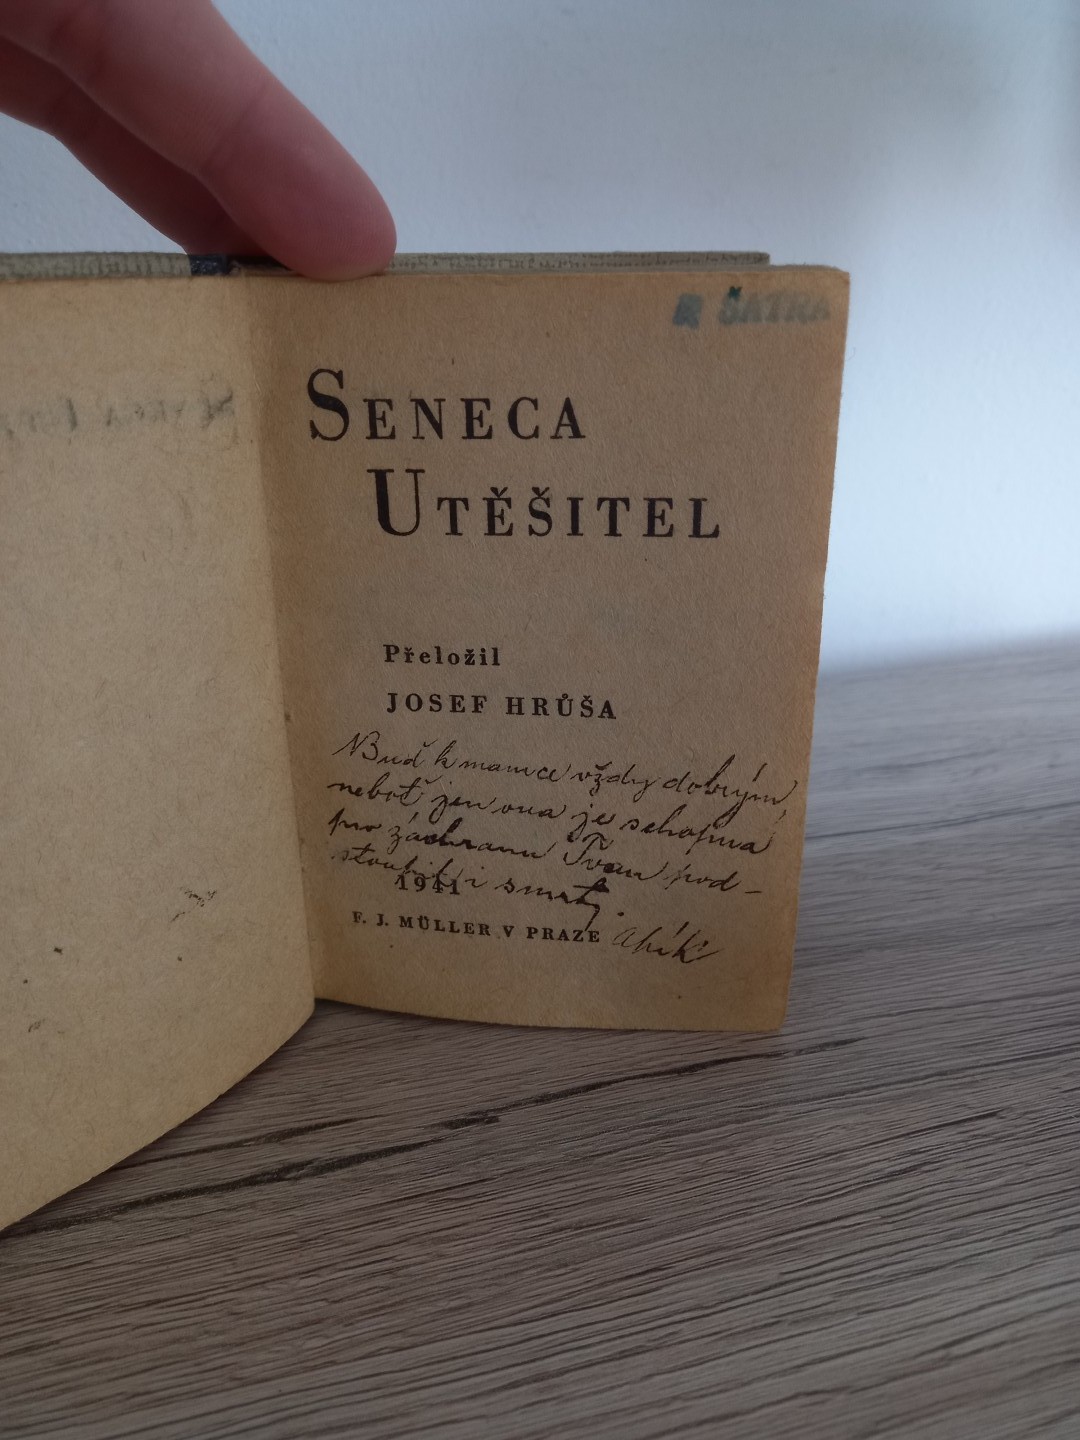 ŠATRA
SENECA
UTĚŠITEL
Přeložil
JOSEF HRŮŠA
Buď k mamce vždy dobrým,
neboť jen ona je schopna
pro záchranu Tvou pod-
stoupit i smrt.
1941
F. J. MÜLLER V PRAZE